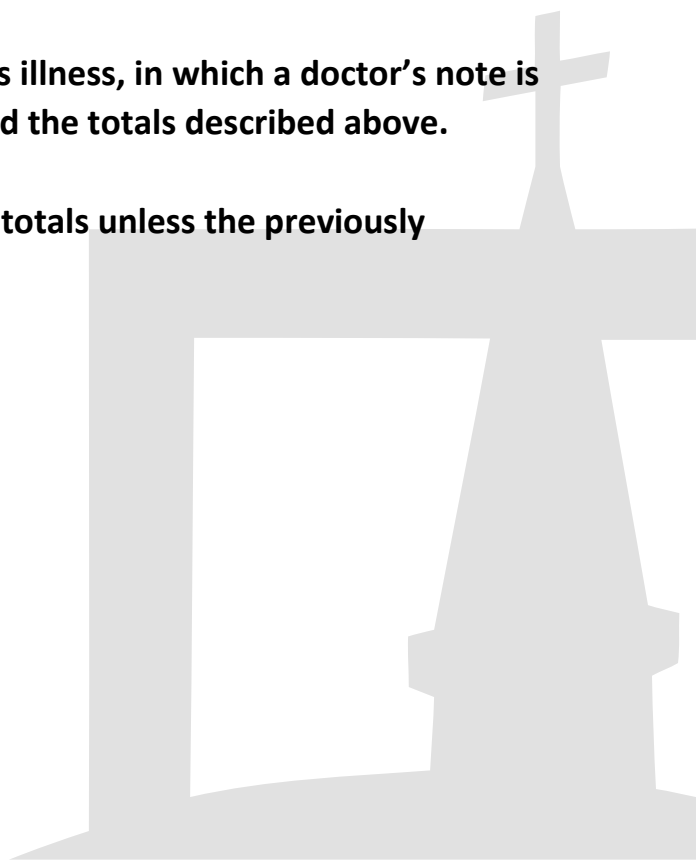 s illness, in which a doctor’s note is
d the totals described above.
totals unless the previously